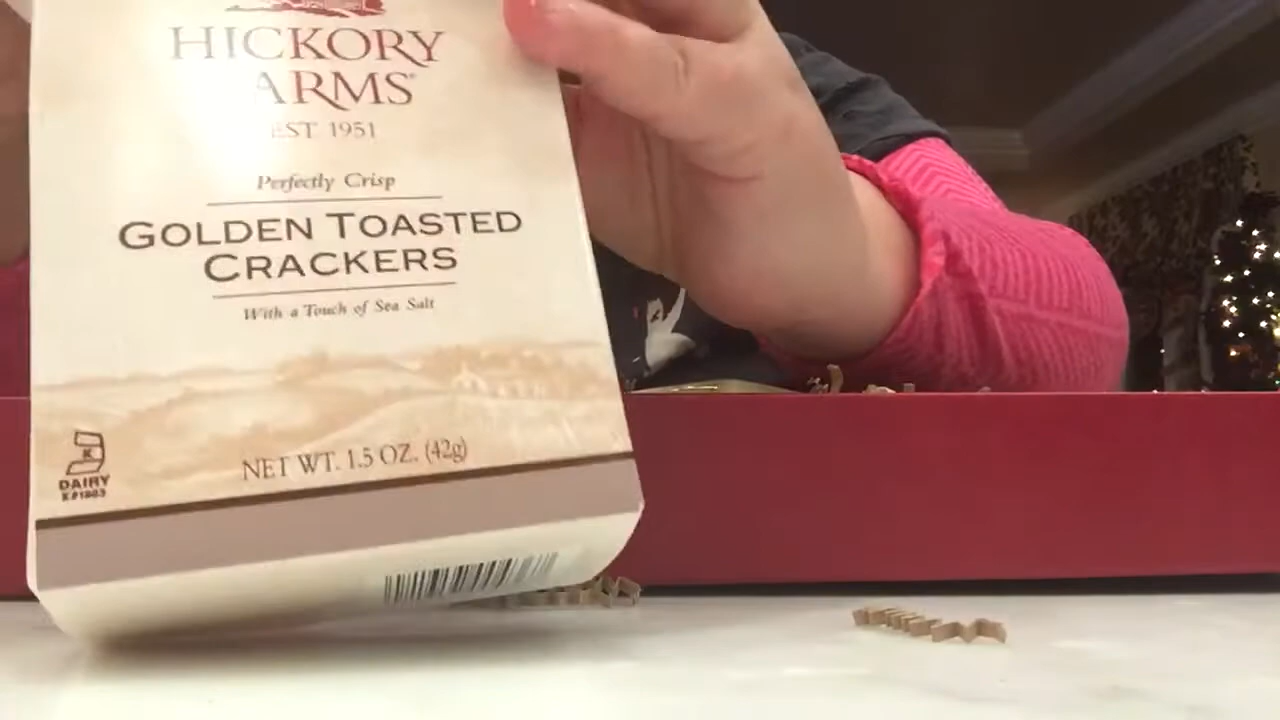 HICKORY
FARMS®
EST. 1951
Perfectly Crisp
GOLDEN TOASTED
CRACKERS
With a Touch of Sea Salt
NET WT. 1.5 OZ. (42g)
K
DAIRY